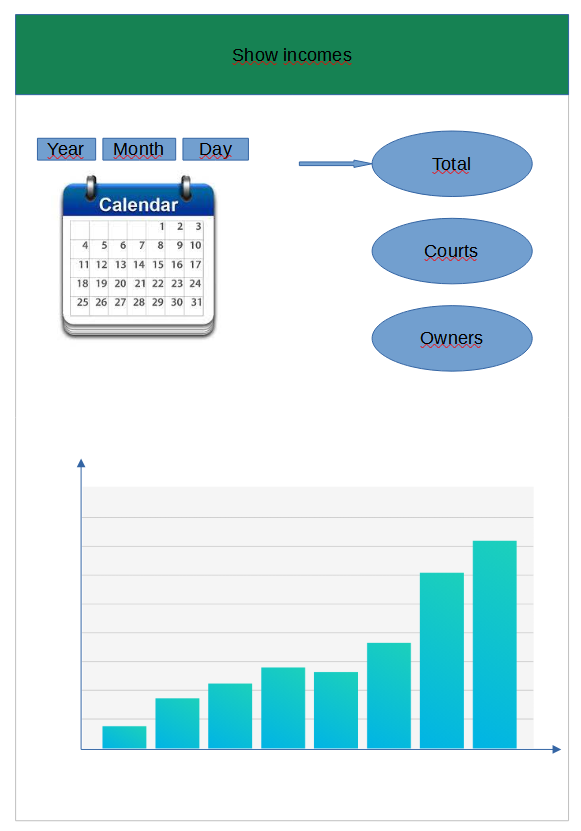 Show incomes
Year Month Day
Total
Calendar
1 2 3
4 5 6 7 8 9 10
11 12 13 14 15 16 17
18 19 20 21 22 23 24
25 26 27 28 29 30 31
Courts
Owners